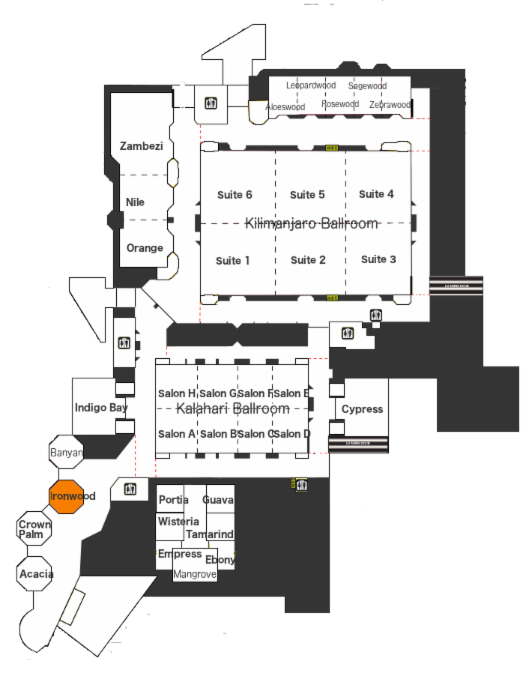 Leopardwood Sagewood
Aloeswood Rosewood Zebrawood
Zambezi
Nile
Orange
Suite 6 Suite 5 Suite 4
Kilimanjaro Ballroom
Suite 1 Suite 2 Suite 3
Salon H Salon G Salon F Salon E
Kalahari Ballroom
Salon A Salon B Salon C Salon D
Indigo Bay
Cypress
Banyan
Ironwood
Crown
Palm
Acacia
Portia Guava
Wisteria
Tamarind
Empress Ebony
Mangrove